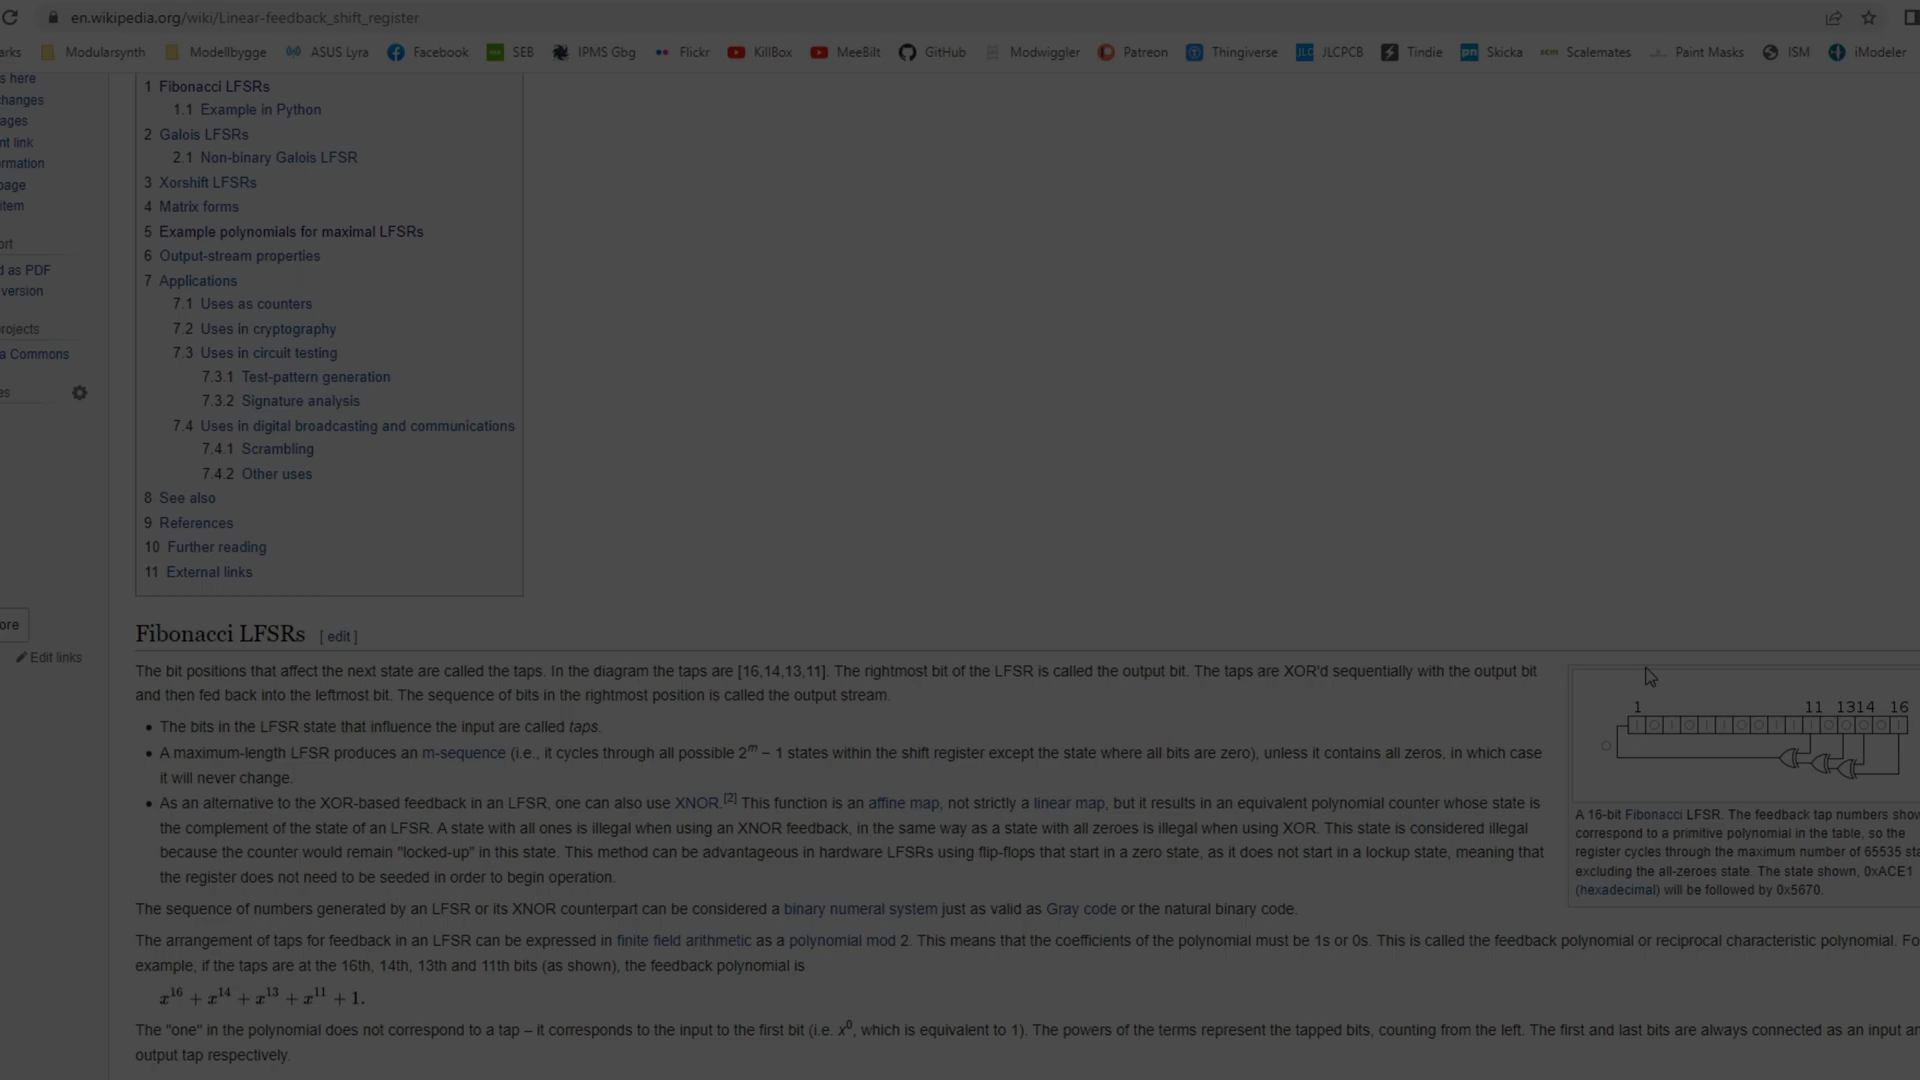 en.wikipedia.org/wiki/Linear-feedback_shift_register
arks Modularsynth Modellbygge ASUS Lyra Facebook SEB IPMS Gbg Flickr KillBox MeeBilt GitHub Modwiggler Patreon Thingiverse JLCPCB Tindie Skicka Scalemates Paint Masks ISM iModeler
s here
changes
ages
nt link
ormation
page
item
ort
d as PDF
version
rojects
a Commons
es
ore
Edit links
1 Fibonacci LFSRs
1.1 Example in Python
2 Galois LFSRs
2.1 Non-binary Galois LFSR
3 Xorshift LFSRs
4 Matrix forms
5 Example polynomials for maximal LFSRs
6 Output-stream properties
7 Applications
7.1 Uses as counters
7.2 Uses in cryptography
7.3 Uses in circuit testing
7.3.1 Test-pattern generation
7.3.2 Signature analysis
7.4 Uses in digital broadcasting and communications
7.4.1 Scrambling
7.4.2 Other uses
8 See also
9 References
10 Further reading
11 External links
Fibonacci LFSRs [ edit ]
The bit positions that affect the next state are called the taps. In the diagram the taps are [16,14,13,11]. The rightmost bit of the LFSR is called the output bit. The taps are XOR'd sequentially with the output bit
and then fed back into the leftmost bit. The sequence of bits in the rightmost position is called the output stream.
• The bits in the LFSR state that influence the input are called taps.
• A maximum-length LFSR produces an m-sequence (i.e., it cycles through all possible 2^m − 1 states within the shift register except the state where all bits are zero), unless it contains all zeros, in which case
it will never change.
• As an alternative to the XOR-based feedback in an LFSR, one can also use XNOR.[2] This function is an affine map, not strictly a linear map, but it results in an equivalent polynomial counter whose state is
the complement of the state of an LFSR. A state with all ones is illegal when using an XNOR feedback, in the same way as a state with all zeroes is illegal when using XOR. This state is considered illegal
because the counter would remain "locked-up" in this state. This method can be advantageous in hardware LFSRs using flip-flops that start in a zero state, as it does not start in a lockup state, meaning that
the register does not need to be seeded in order to begin operation.
The sequence of numbers generated by an LFSR or its XNOR counterpart can be considered a binary numeral system just as valid as Gray code or the natural binary code.
The arrangement of taps for feedback in an LFSR can be expressed in finite field arithmetic as a polynomial mod 2. This means that the coefficients of the polynomial must be 1s or 0s. This is called the feedback polynomial or reciprocal characteristic polynomial. Fo
example, if the taps are at the 16th, 14th, 13th and 11th bits (as shown), the feedback polynomial is
x^16 + x^14 + x^13 + x^11 + 1.
The "one" in the polynomial does not correspond to a tap – it corresponds to the input to the first bit (i.e. x^0, which is equivalent to 1). The powers of the terms represent the tapped bits, counting from the left. The first and last bits are always connected as an input an
output tap respectively.
1 11 1314 16
A 16-bit Fibonacci LFSR. The feedback tap numbers show
correspond to a primitive polynomial in the table, so the
register cycles through the maximum number of 65535 sta
excluding the all-zeroes state. The state shown, 0xACE1
(hexadecimal) will be followed by 0x5670.